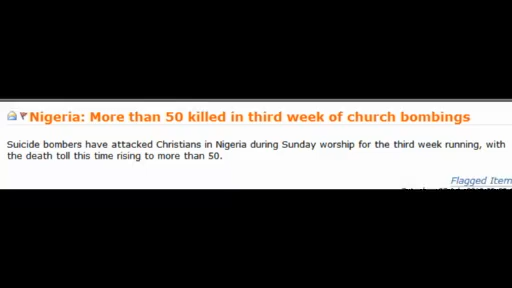 Nigeria: More than 50 killed in third week of church bombings
Suicide bombers have attacked Christians in Nigeria during Sunday worship for the third week running, with
the death toll this time rising to more than 50.
Flagged Item